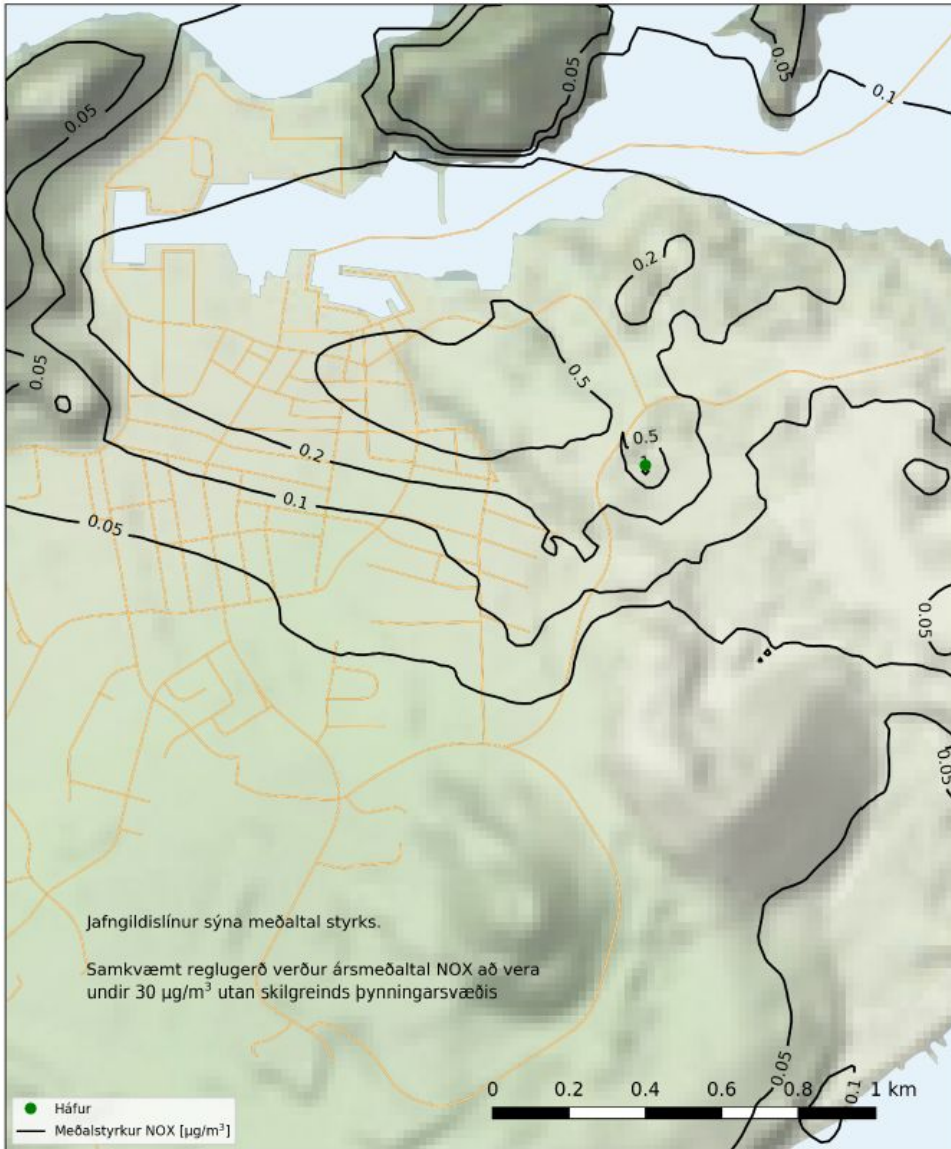 0.05
0.05
0.05
0.1
0.2
0.05
0.5
0.5
0.2
0.1
0.05
0.05
0.05
Jafngildislínur sýna meðaltal styrks.
Samkvæmt reglugerð verður ársmeðaltal NOX að vera
undir 30 µg/m³ utan skilgreinds þynningarsvæðis
0.05
0.1
0 0.2 0.4 0.6 0.8 1 km
Háfur
Meðalstyrkur NOX [µg/m³]